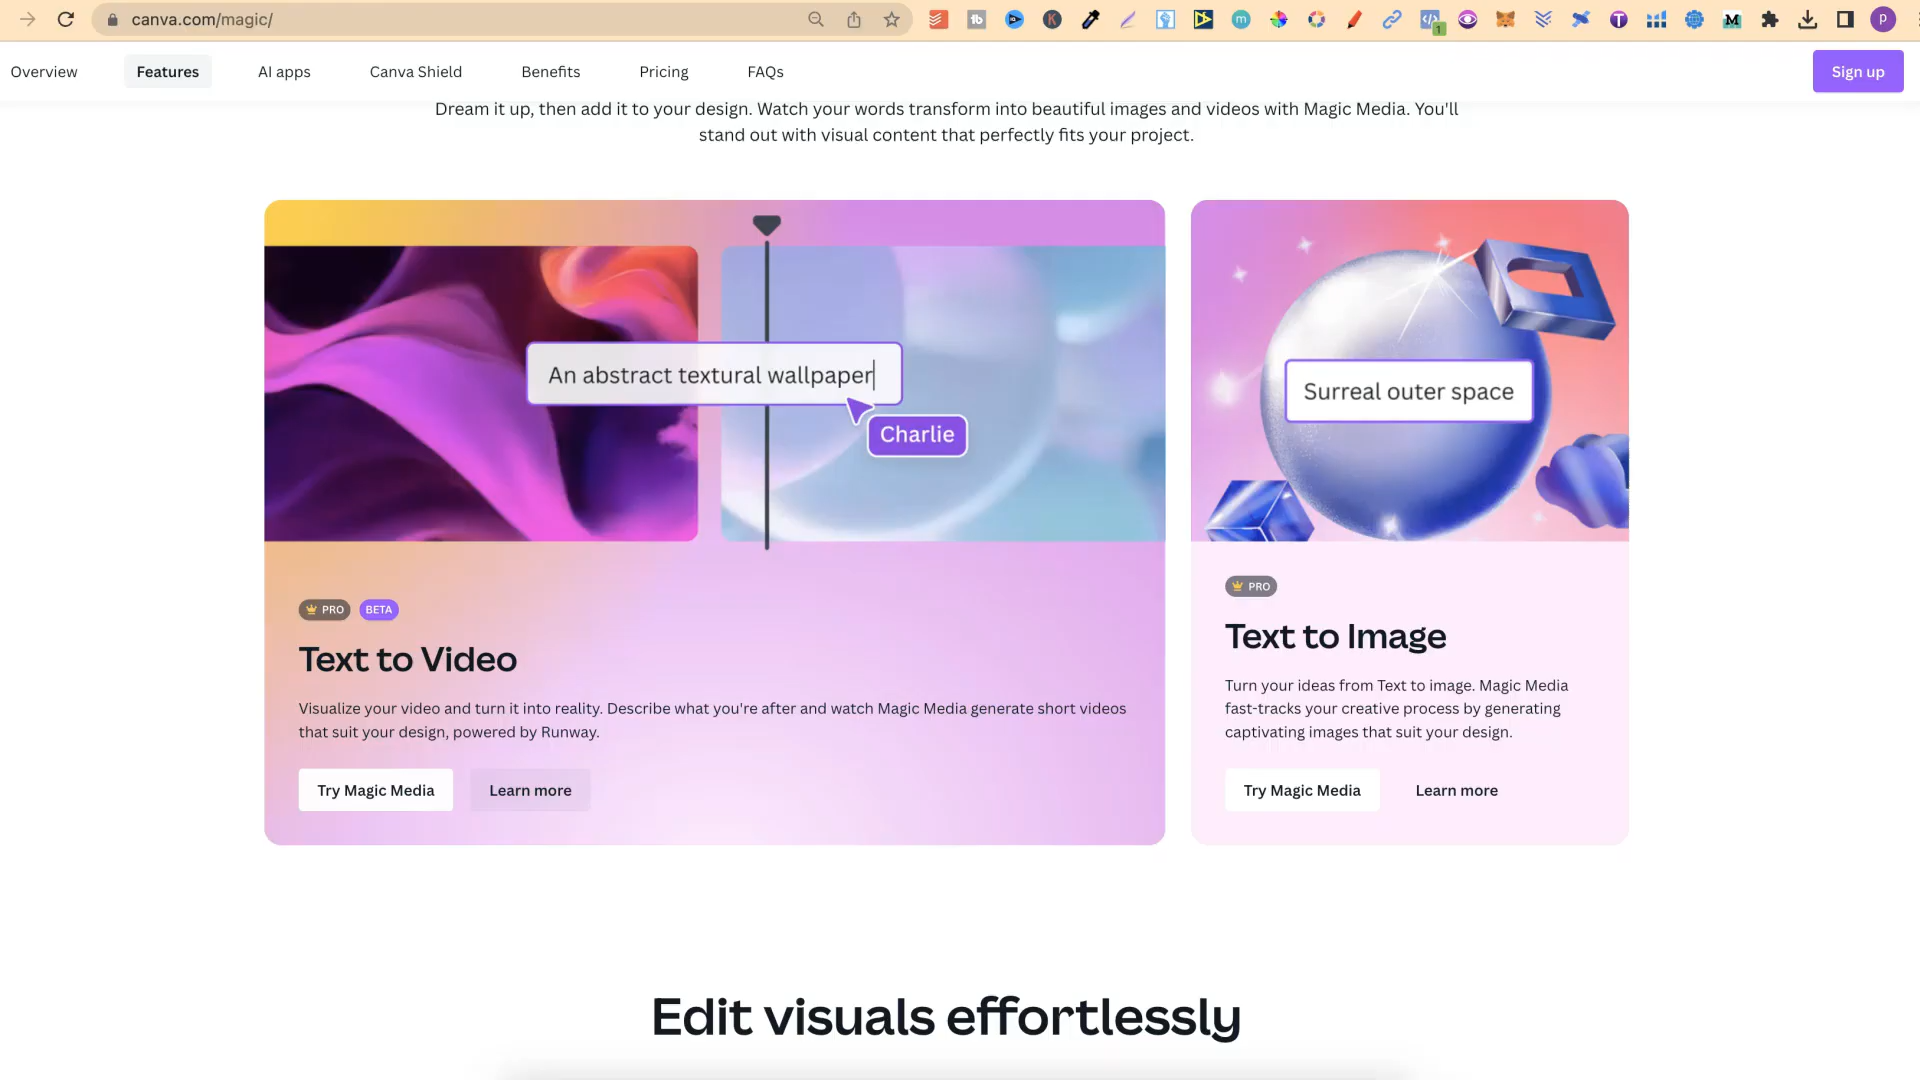 canva.com/magic/
Overview
Features
AI apps
Canva Shield
Benefits
Pricing
FAQs
Sign up
Dream it up, then add it to your design. Watch your words transform into beautiful images and videos with Magic Media. You'll
stand out with visual content that perfectly fits your project.
An abstract textural wallpaper
Charlie
Surreal outer space
PRO BETA
Text to Video
Visualize your video and turn it into reality. Describe what you're after and watch Magic Media generate short videos
that suit your design, powered by Runway.
Try Magic Media
Learn more
PRO
Text to Image
Turn your ideas from Text to image. Magic Media
fast-tracks your creative process by generating
captivating images that suit your design.
Try Magic Media
Learn more
Edit visuals effortlessly